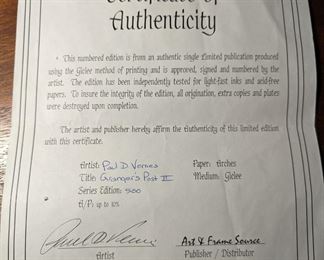 Certificate of
Authenticity
• This numbered edition is from an authentic single Limited publication produced
using the Giclee method of printing and is approved, signed and numbered by the
artist. The edition has been independently tested for light-fast inks and acid-free
papers. To insure the integrity of the edition, all origination, extra copies and plates
were destroyed upon completion.
The artist and publisher hereby affirm the Authenticity of this limited edition
with this certificate.
Artist: Paul D Vernes Paper: Arches
Title: Granger's Post II Medium: Giclee
Series Edition: 500
A/P: up to 10%
Art & Frame Source
Artist Publisher / Distributor